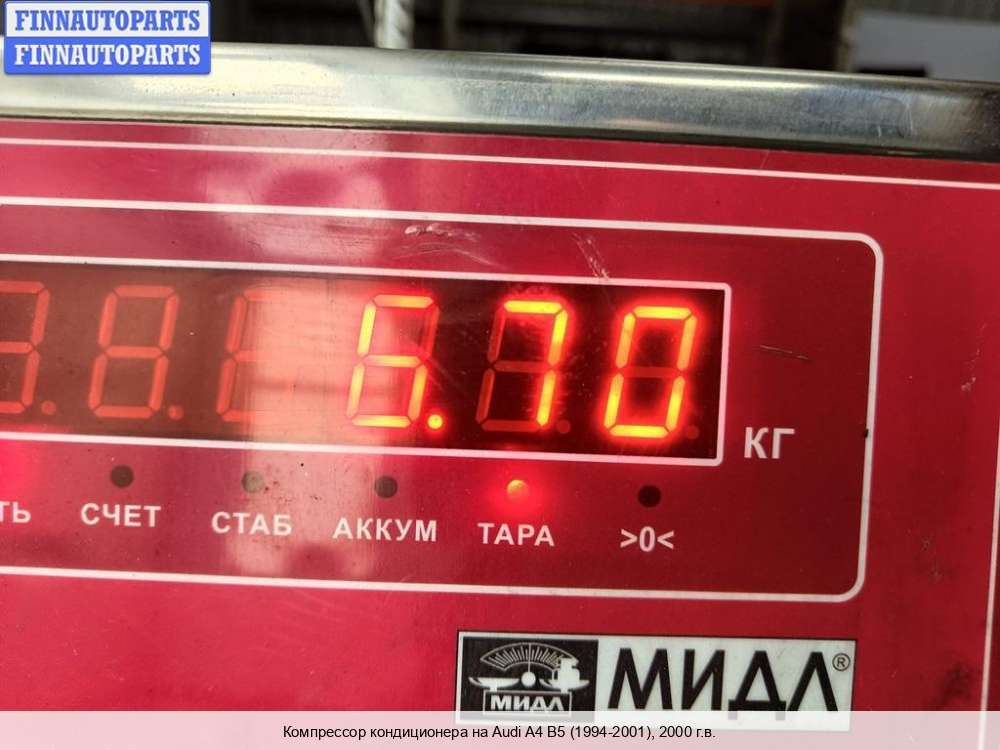 FINNAUTOPARTS
FINNAUTOPARTS
6.70
КГ
ТЬ СЧЕТ СТАБ АККУМ ТАРА >0<
МИДЛ МИДЛ®
Компрессор кондиционера на Audi A4 B5 (1994-2001), 2000 г.в.